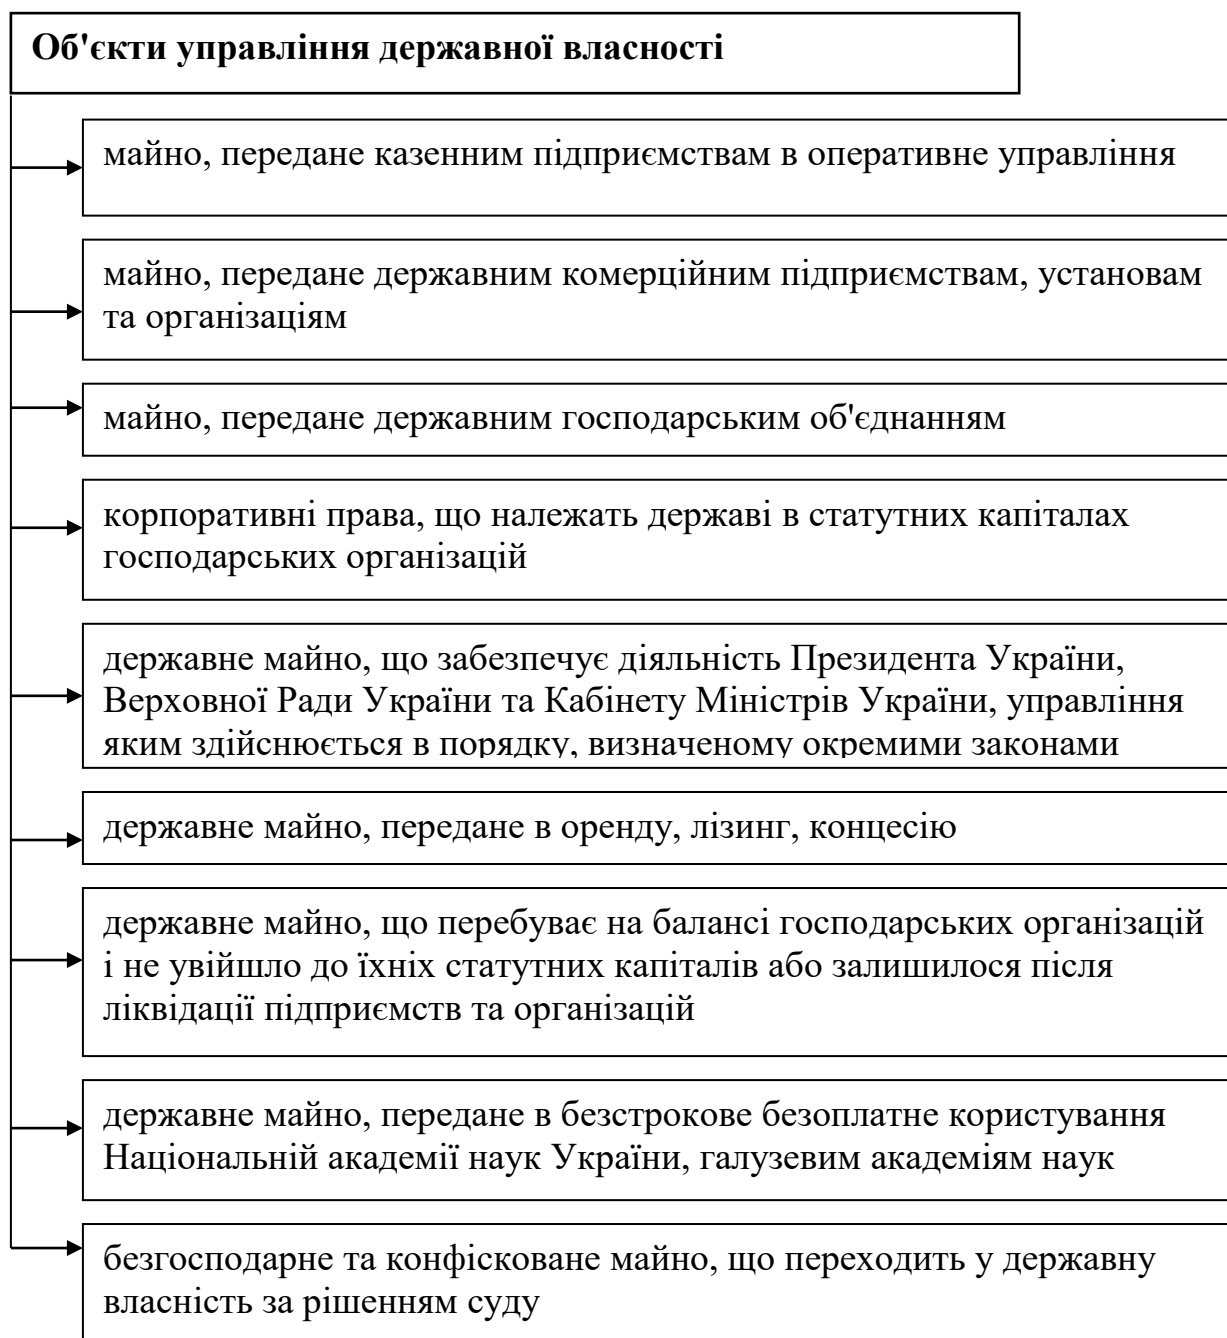 Об'єкти управління державної власності
майно, передане казенним підприємствам в оперативне управління
майно, передане державним комерційним підприємствам, установам
та організаціям
майно, передане державним господарським об'єднанням
корпоративні права, що належать державі в статутних капіталах
господарських організацій
державне майно, що забезпечує діяльність Президента України,
Верховної Ради України та Кабінету Міністрів України, управління
яким здійснюється в порядку, визначеному окремими законами
державне майно, передане в оренду, лізинг, концесію
державне майно, що перебуває на балансі господарських організацій
і не увійшло до їхніх статутних капіталів або залишилося після
ліквідації підприємств та організацій
державне майно, передане в безстрокове безоплатне користування
Національній академії наук України, галузевим академіям наук
безгосподарне та конфісковане майно, що переходить у державну
власність за рішенням суду